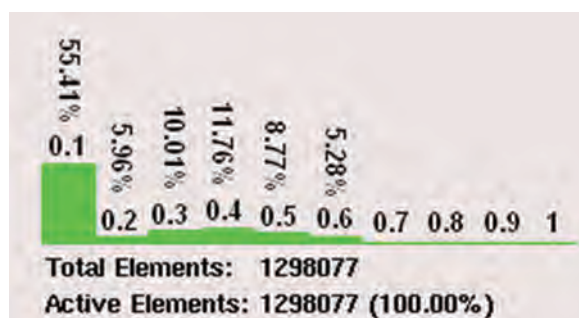 55.41% 5.96% 10.01% 11.76% 8.77% 5.28%
0.1 0.2 0.3 0.4 0.5 0.6 0.7 0.8 0.9 1
Total Elements: 1298077
Active Elements: 1298077 (100.00%)